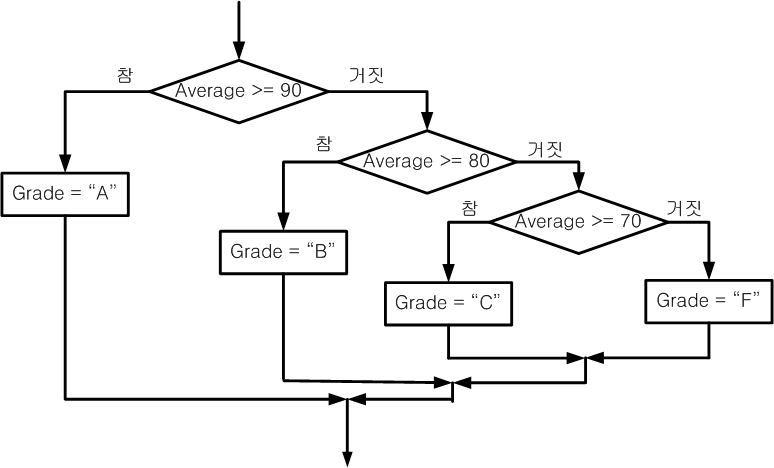 참
Average >= 90
거짓
참
Average >= 80
거짓
Grade = “A”
참
Average >= 70
거짓
Grade = “B”
Grade = “C”
Grade = “F”